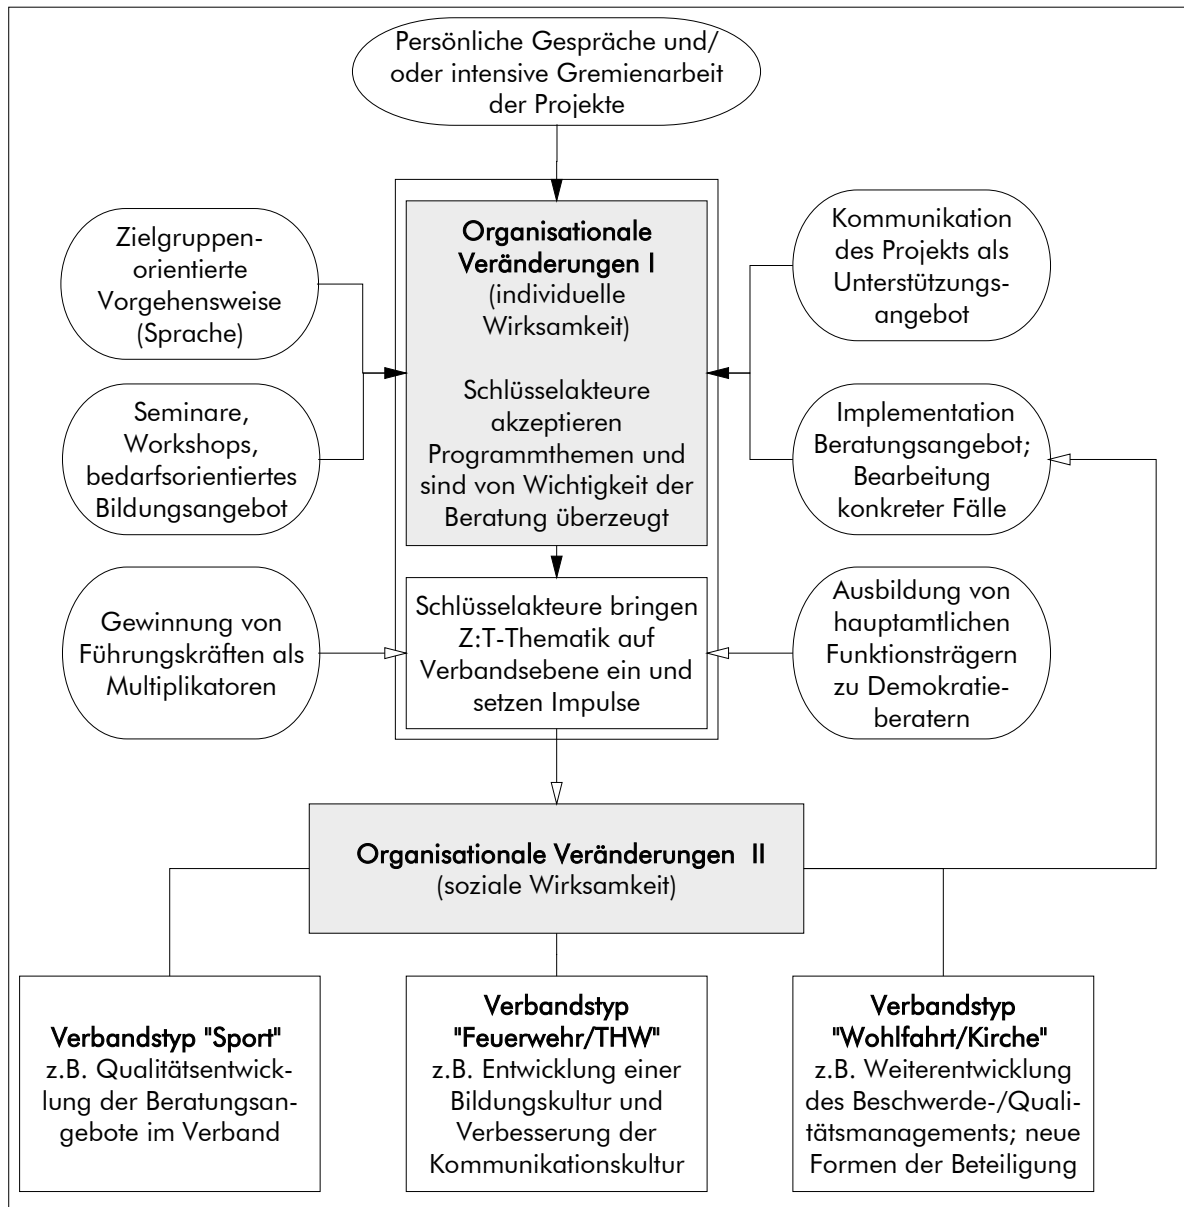 Persönliche Gespräche und/
oder intensive Gremienarbeit
der Projekte
Zielgruppen-
orientierte
Vorgehensweise
(Sprache)
Organisationale
Veränderungen I
(individuelle
Wirksamkeit)
Schlüsselakteure
akzeptieren
Programmthemen und
sind von Wichtigkeit der
Beratung überzeugt
Kommunikation
des Projekts als
Unterstützungs-
angebot
Seminare,
Workshops,
bedarfsorientiertes
Bildungsangebot
Implementation
Beratungsangebot;
Bearbeitung
konkreter Fälle
Gewinnung von
Führungskräften als
Multiplikatoren
Schlüsselakteure bringen
Z:T-Thematik auf
Verbandsebene ein und
setzen Impulse
Ausbildung von
hauptamtlichen
Funktionsträgern
zu Demokratie-
beratern
Organisationale Veränderungen II
(soziale Wirksamkeit)
Verbandstyp "Sport"
z.B. Qualitätsentwick-
lung der Beratungsan-
gebote im Verband
Verbandstyp
"Feuerwehr/THW"
z.B. Entwicklung einer
Bildungskultur und
Verbesserung der
Kommunikationskultur
Verbandstyp
"Wohlfahrt/Kirche"
z.B. Weiterentwicklung
des Beschwerde-/Quali-
tätsmanagements; neue
Formen der Beteiligung